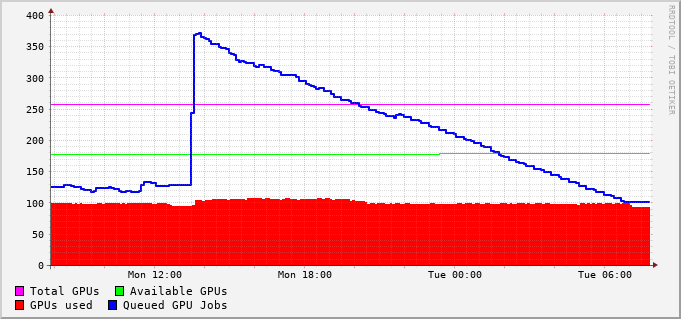 400
350
300
250
200
150
100
50
0
Mon 12:00 Mon 18:00 Tue 00:00 Tue 06:00
Total GPUs Available GPUs
GPUs used Queued GPU Jobs
RRDTOOL / TOBI OETIKER